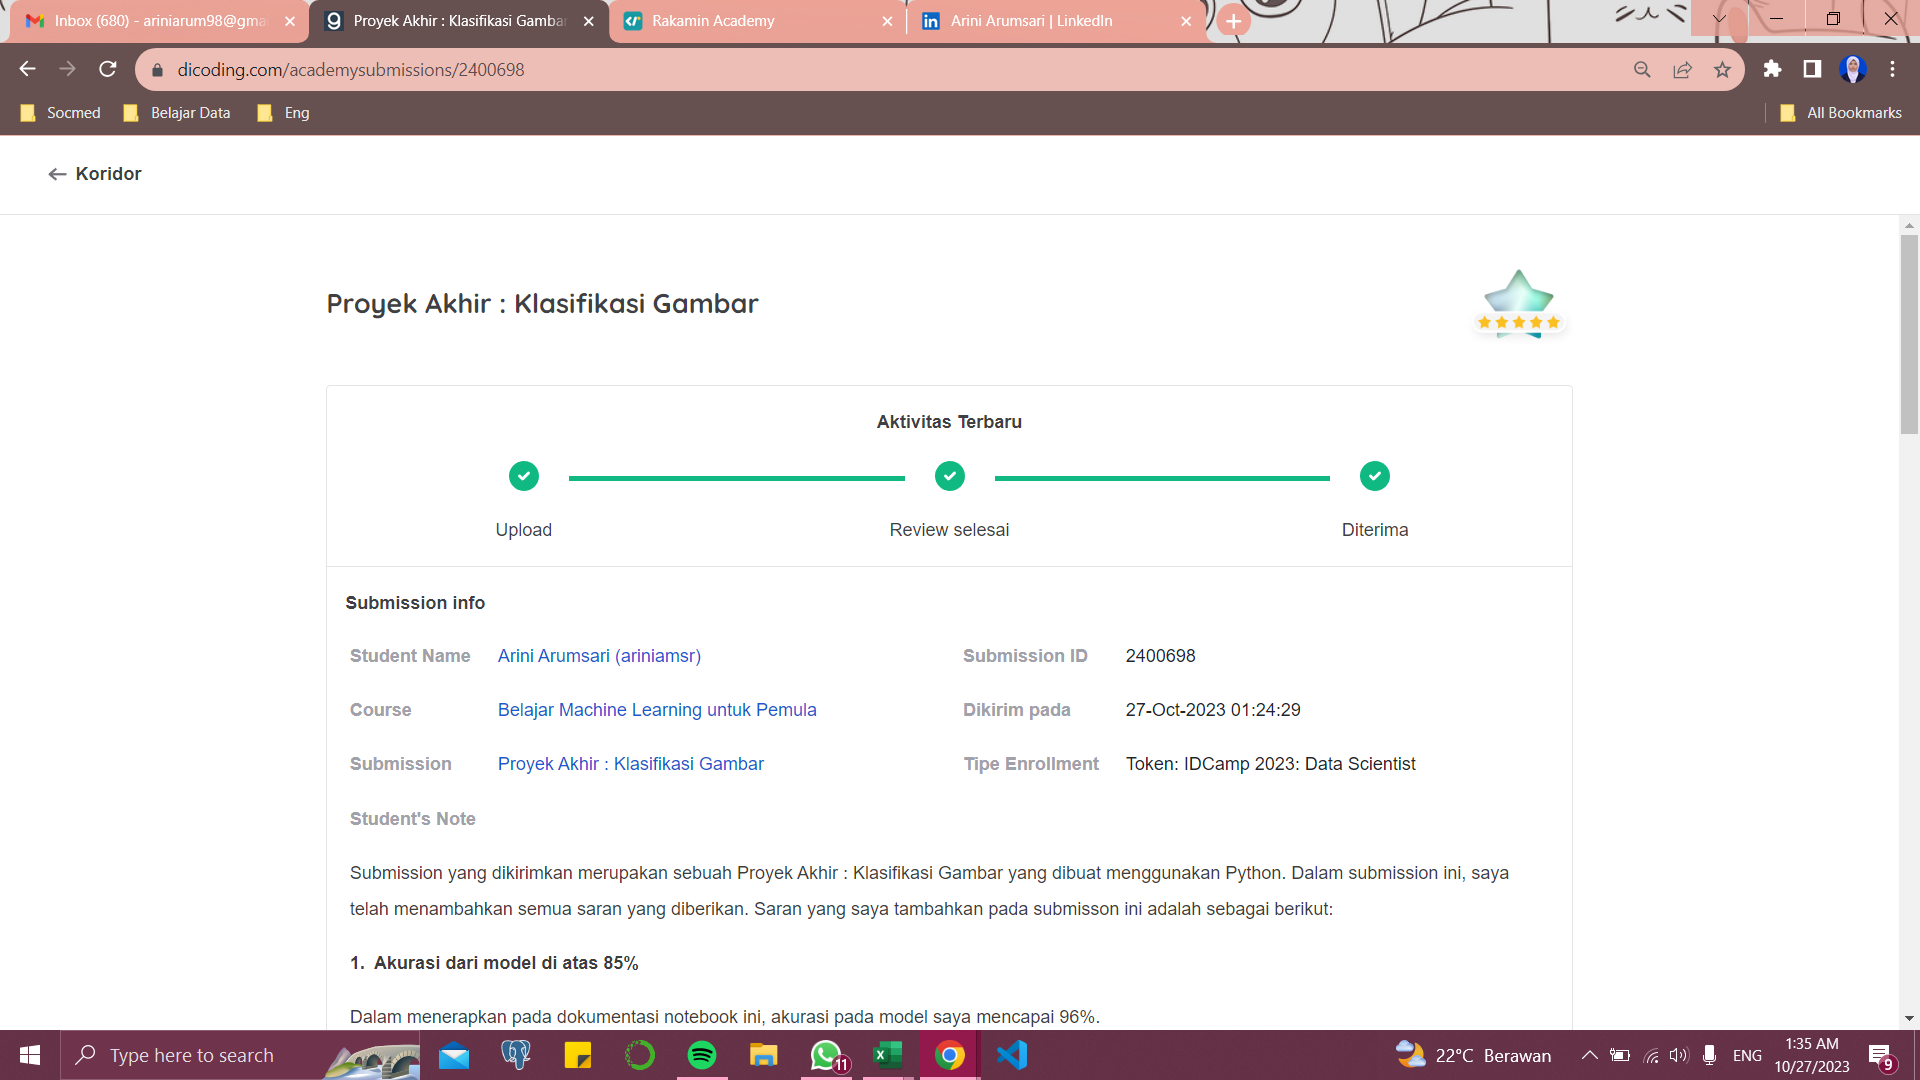 Inbox (680) - ariniarum98@gma
Proyek Akhir : Klasifikasi Gambar
Rakamin Academy
Arini Arumsari | LinkedIn
dicoding.com/academysubmissions/2400698
Socmed
Belajar Data
Eng
All Bookmarks
Koridor
Proyek Akhir : Klasifikasi Gambar
Aktivitas Terbaru
Upload
Review selesai
Diterima
Submission info
Student Name Arini Arumsari (ariniamsr)
Submission ID 2400698
Course Belajar Machine Learning untuk Pemula
Dikirim pada 27-Oct-2023 01:24:29
Submission Proyek Akhir : Klasifikasi Gambar
Tipe Enrollment Token: IDCamp 2023: Data Scientist
Student's Note
Submission yang dikirimkan merupakan sebuah Proyek Akhir : Klasifikasi Gambar yang dibuat menggunakan Python. Dalam submission ini, saya
telah menambahkan semua saran yang diberikan. Saran yang saya tambahkan pada submisson ini adalah sebagai berikut:
1. Akurasi dari model di atas 85%
Dalam menerapkan pada dokumentasi notebook ini, akurasi pada model saya mencapai 96%.
Type here to search
11
22°C Berawan
ENG
1:35 AM
10/27/2023
9